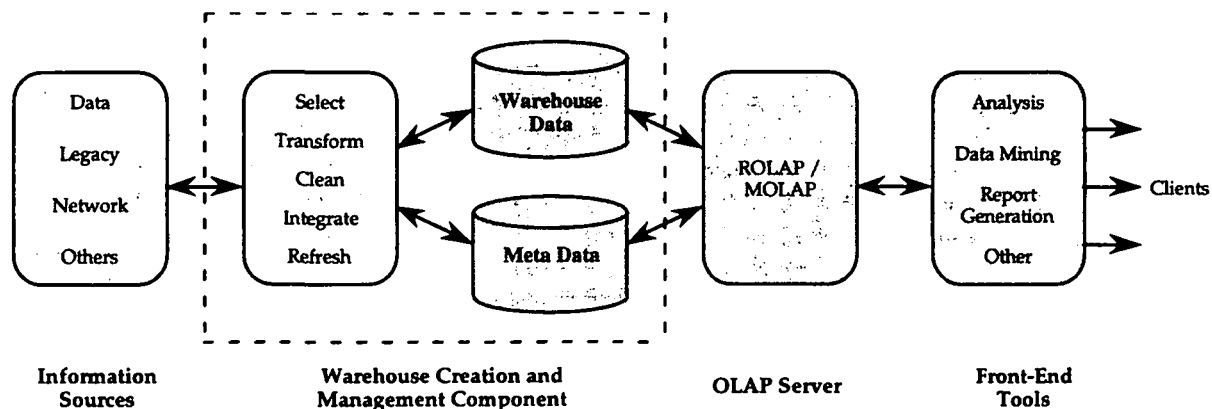 Data
Legacy
Network
Others
Select
Transform
Clean
Integrate
Refresh
Warehouse
Data
Meta Data
ROLAP /
MOLAP
Analysis
Data Mining
Report
Generation
Other
Clients
Information
Sources
Warehouse Creation and
Management Component
OLAP Server
Front-End
Tools